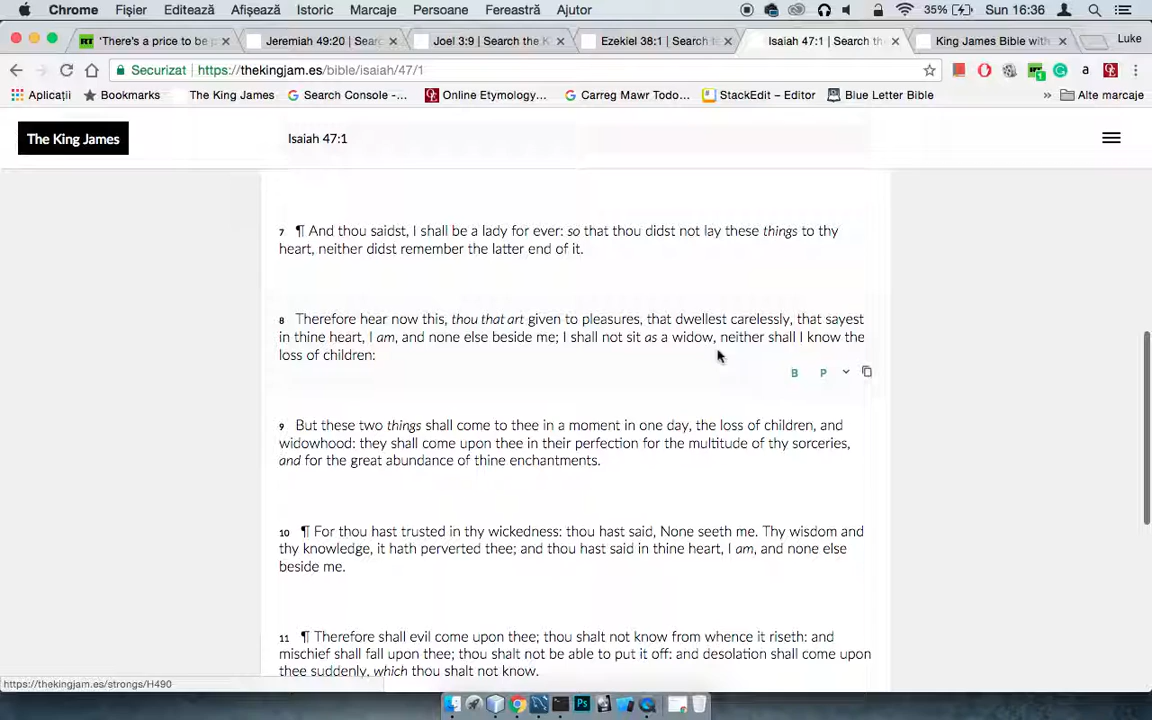 Chrome Fișier Editează Afișează Istoric Marcaje Persoane Fereastră Ajutor 35% Sun 16:36
'There's a price to be p Jeremiah 49:20 | Searc Joel 3:9 | Search the K Ezekiel 38:1 | Search t Isaiah 47:1 | Search the King James Bible with Luke
Securizat https://thekingjam.es/bible/isaiah/47/1
Aplicații Bookmarks The King James Search Console -... Online Etymology... Carreg Mawr Todo... StackEdit – Editor Blue Letter Bible » Alte marcaje
The King James Isaiah 47:1
7 ¶ And thou saidst, I shall be a lady for ever: so that thou didst not lay these things to thy
heart, neither didst remember the latter end of it.
8 Therefore hear now this, thou that art given to pleasures, that dwellest carelessly, that sayest
in thine heart, I am, and none else beside me; I shall not sit as a widow, neither shall I know the
loss of children:
B P
9 But these two things shall come to thee in a moment in one day, the loss of children, and
widowhood: they shall come upon thee in their perfection for the multitude of thy sorceries,
and for the great abundance of thine enchantments.
10 ¶ For thou hast trusted in thy wickedness: thou hast said, None seeth me. Thy wisdom and
thy knowledge, it hath perverted thee; and thou hast said in thine heart, I am, and none else
beside me.
11 ¶ Therefore shall evil come upon thee; thou shalt not know from whence it riseth: and
mischief shall fall upon thee; thou shalt not be able to put it off: and desolation shall come upon
thee suddenly, which thou shalt not know.
https://thekingjam.es/strongs/H490